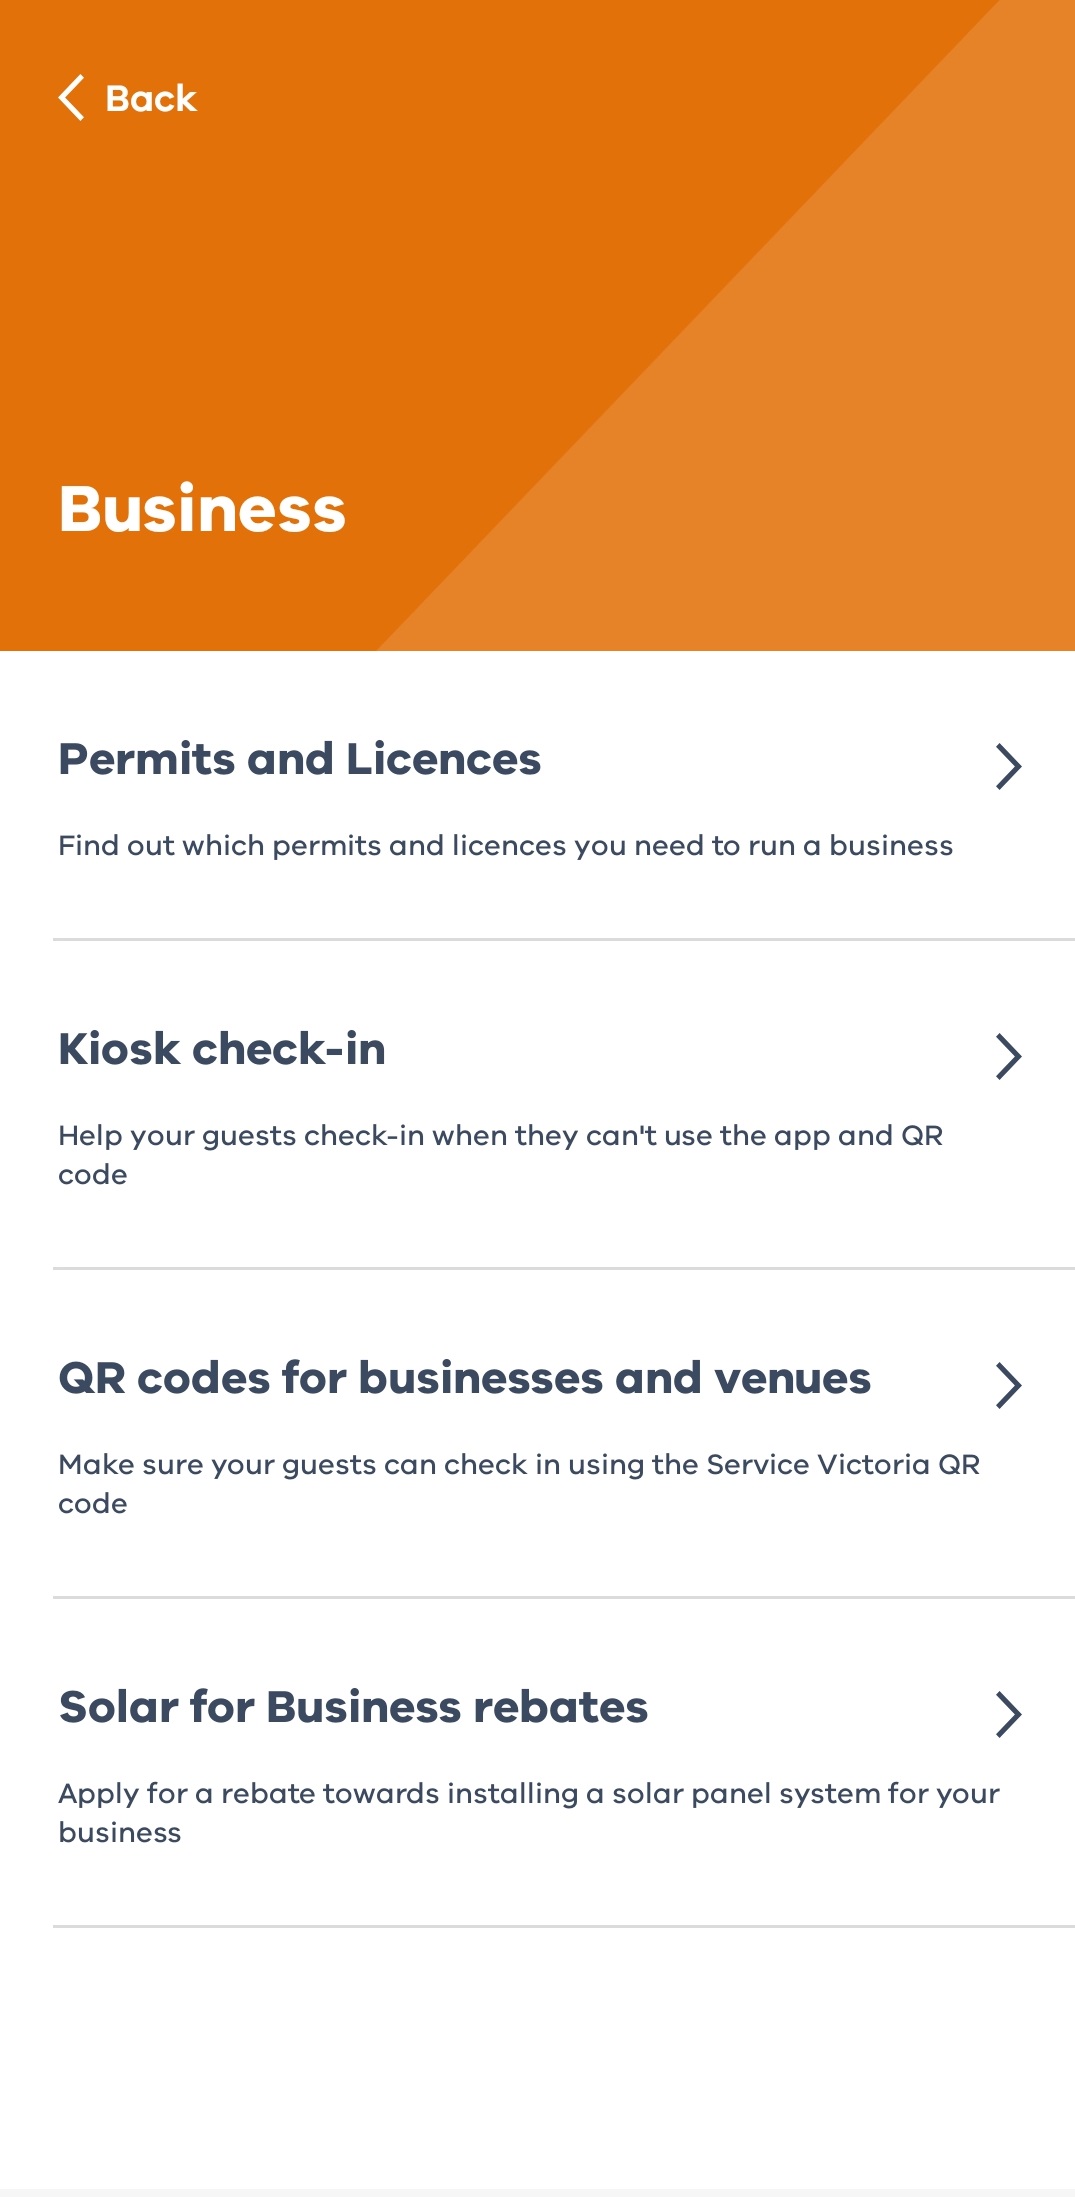 Back
Business
Permits and Licences
Find out which permits and licences you need to run a business
Kiosk check-in
Help your guests check-in when they can't use the app and QR
code
QR codes for businesses and venues
Make sure your guests can check in using the Service Victoria QR
code
Solar for Business rebates
Apply for a rebate towards installing a solar panel system for your
business